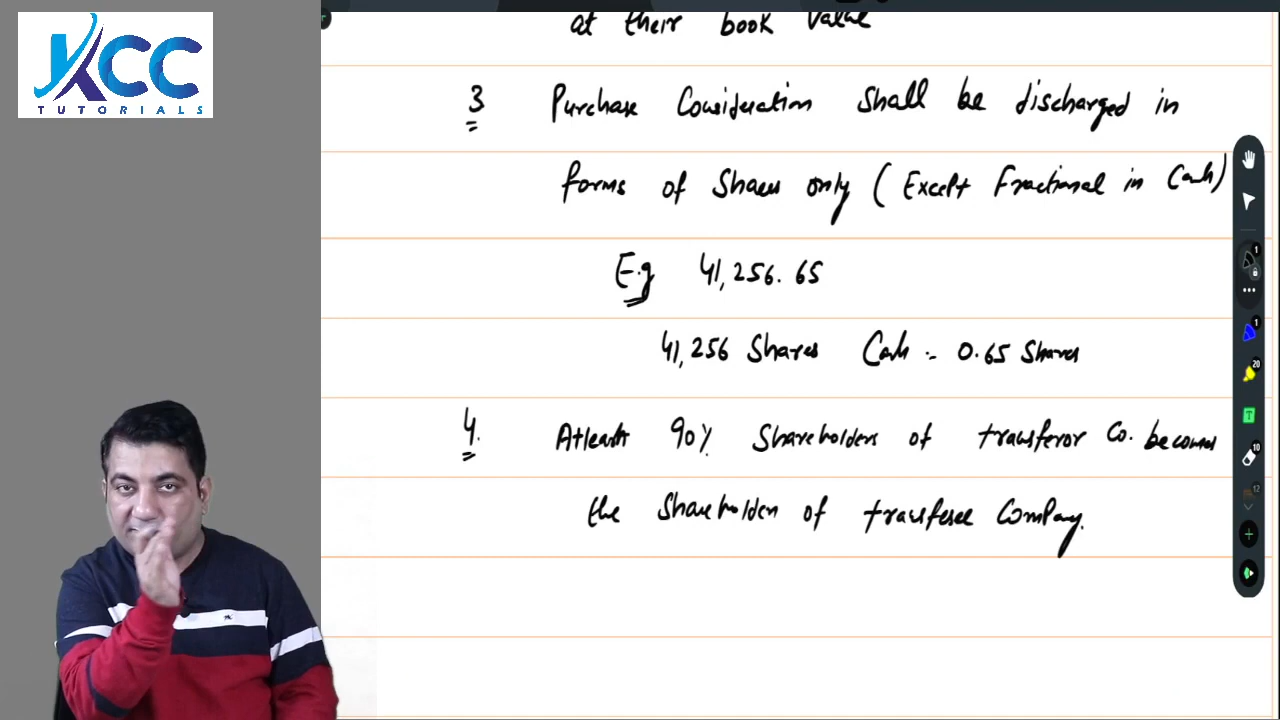 KCC
TUTORIALS
at their book value
3 Purchase Consideration shall be discharged in
forms of Shares only (Except Fractional in Cash)
E.g 41,256.65
41,256 Shares Cash :- 0.65 Shares
4. Atleast 90% Shareholders of transferor Co. becomes
the Shareholders of transferee Company.